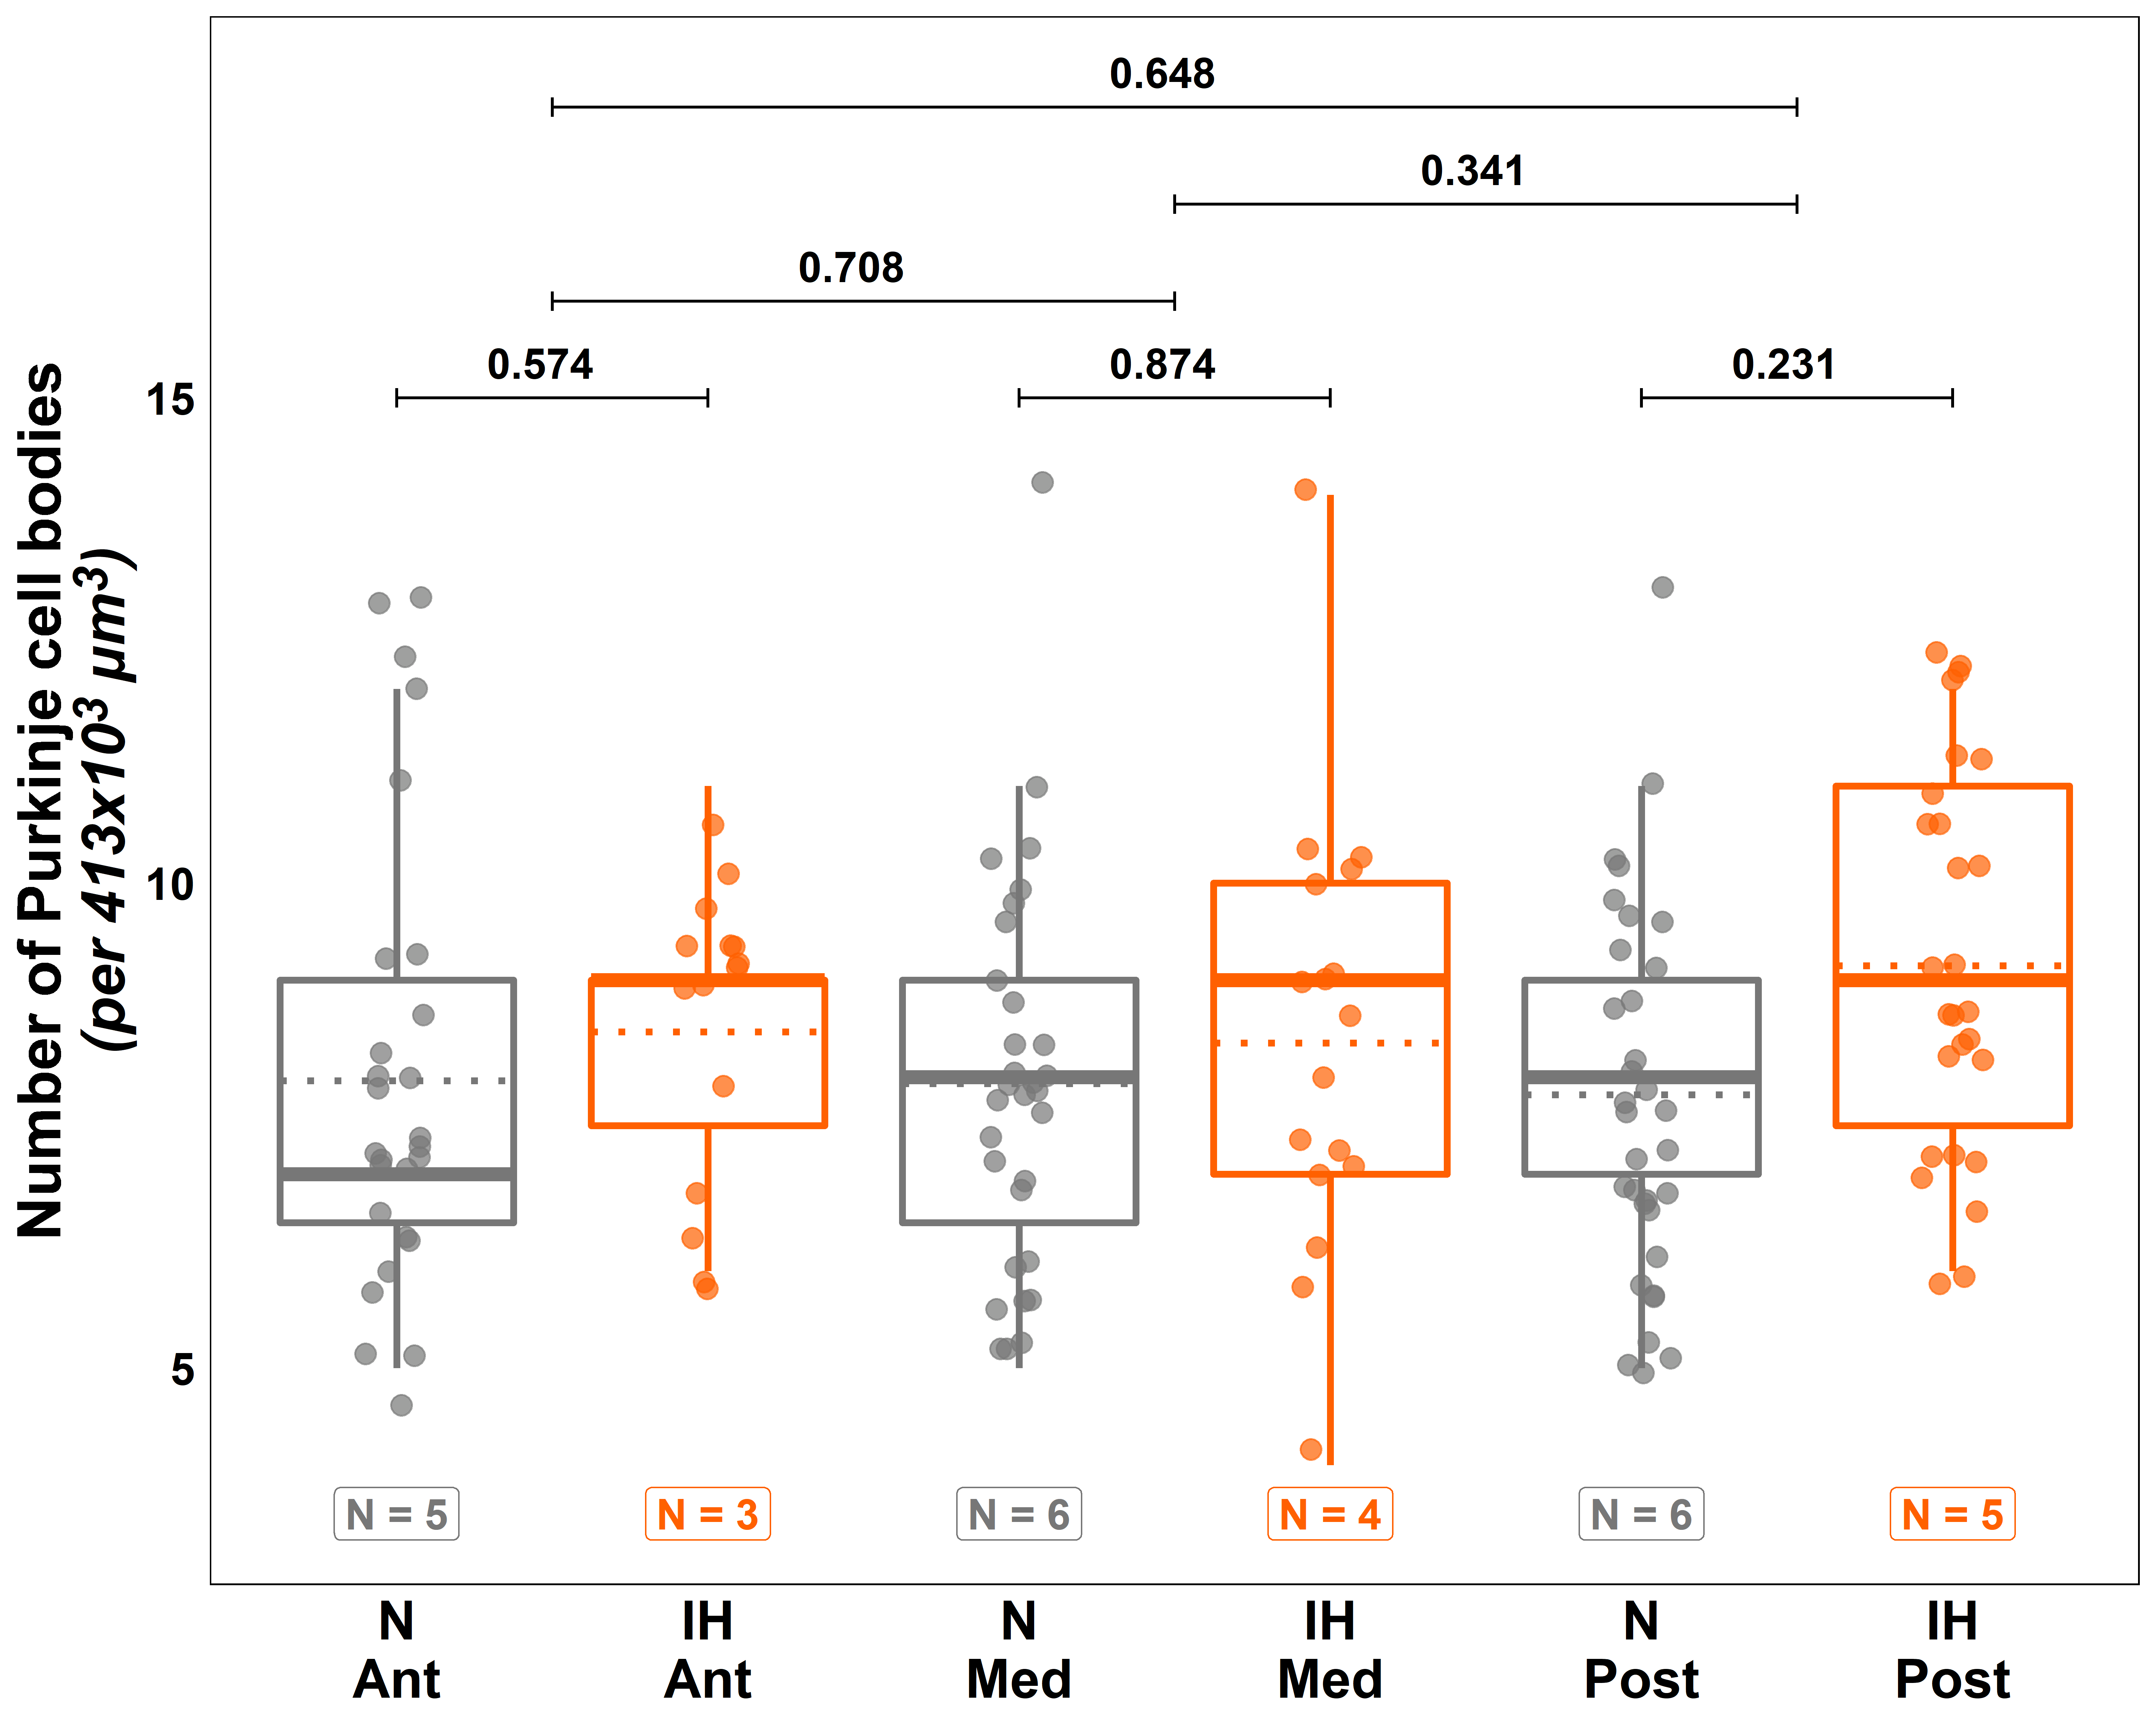 0.648
0.341
0.708
0.574 0.874 0.231
15
10
5
Number of Purkinje cell bodies
(per 413x10³ µm³)
N = 5 N = 3 N = 6 N = 4 N = 6 N = 5
N IH N IH N IH
Ant Ant Med Med Post Post